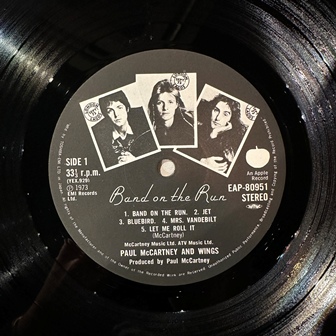 SIDE 1
33⅓ r.p.m.
(YEX.929)
Ⓟ 1973
EMI Records
Ltd.
An Apple
Record
EAP-80951
STEREO
Band on the Run
1. BAND ON THE RUN. 2. JET
3. BLUEBIRD. 4. MRS. VANDEBILT
5. LET ME ROLL IT
(McCartney)
McCartney Music Ltd. ATV Music Ltd.
PAUL McCARTNEY AND WINGS
Produced by Paul McCartney